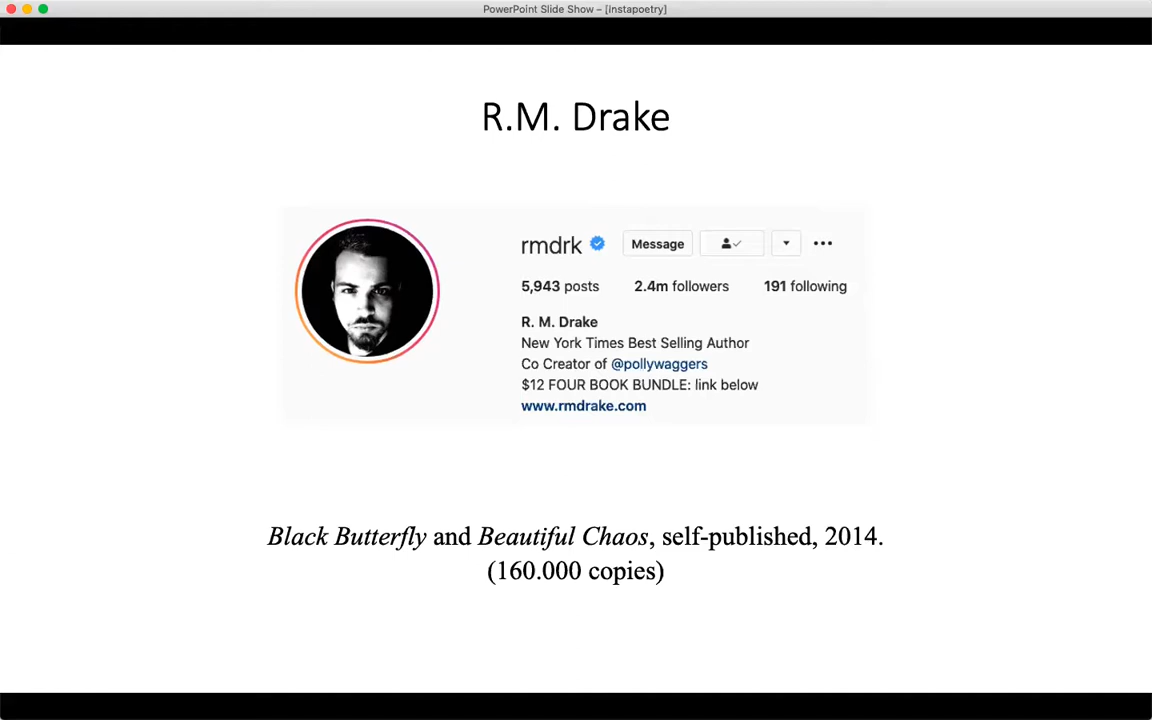 PowerPoint Slide Show – [Instapoetry]
R.M. Drake
rmdrk Message
5,943 posts 2.4m followers 191 following
R. M. Drake
New York Times Best Selling Author
Co Creator of @pollywaggers
$12 FOUR BOOK BUNDLE: link below
www.rmdrake.com
Black Butterfly and Beautiful Chaos, self-published, 2014.
(160.000 copies)